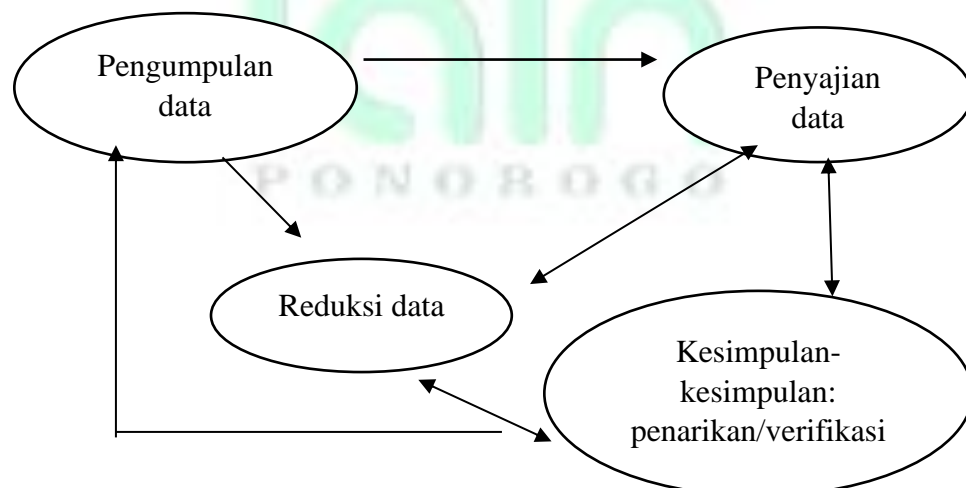 Pengumpulan
data
Penyajian
data
PONOROGO
Reduksi data
Kesimpulan-
kesimpulan:
penarikan/verifikasi